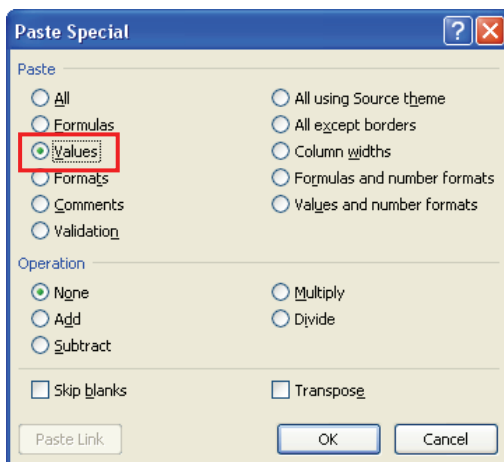 Paste Special
Paste
All
All using Source theme
Formulas
All except borders
Values
Column widths
Formats
Formulas and number formats
Comments
Values and number formats
Validation
Operation
None
Multiply
Add
Divide
Subtract
Skip blanks
Transpose
Paste Link
OK
Cancel